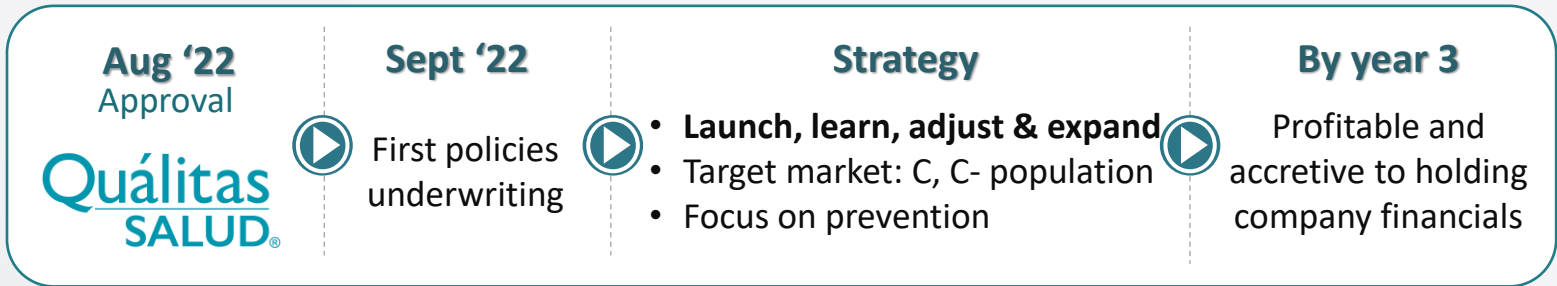 Aug ‘22
Approval
Quálitas
SALUD®
Sept ‘22
First policies
underwriting
Strategy
• Launch, learn, adjust & expand
• Target market: C, C- population
• Focus on prevention
By year 3
Profitable and
accretive to holding
company financials